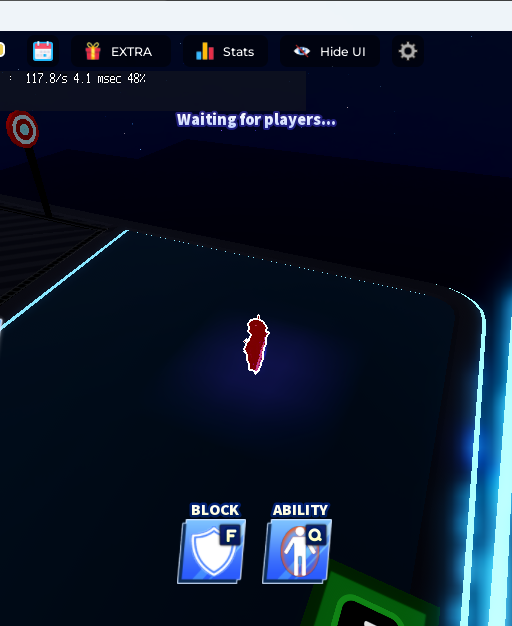 EXTRA
Stats
Hide UI
: 117.8/s 4.1 msec 48%
Waiting for players...
BLOCK
ABILITY
F
Q